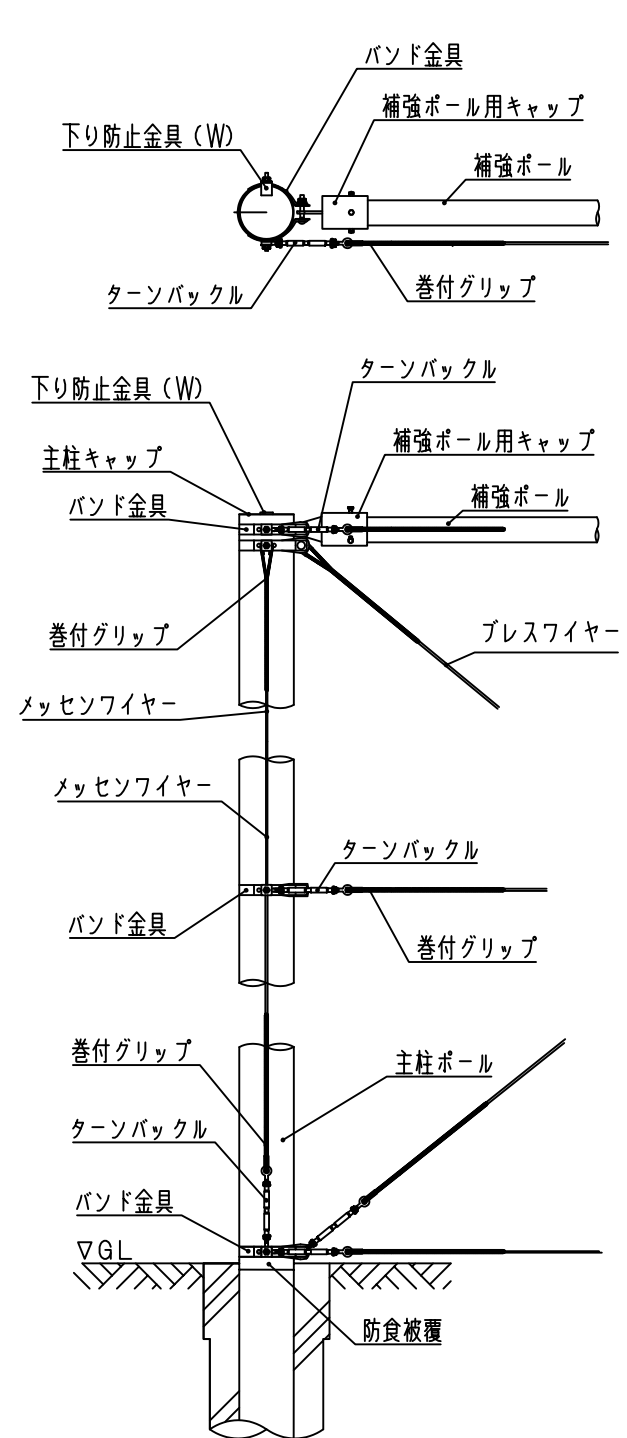 バンド金具
補強ポール用キャップ
下り防止金具(W)
補強ポール
ターンバックル
巻付グリップ
ターンバックル
下り防止金具(W)
補強ポール用キャップ
主柱キャップ
補強ポール
バンド金具
巻付グリップ
ブレスワイヤー
メッセンワイヤー
メッセンワイヤー
ターンバックル
バンド金具
巻付グリップ
巻付グリップ
主柱ポール
ターンバックル
バンド金具
▽GL
防食被覆